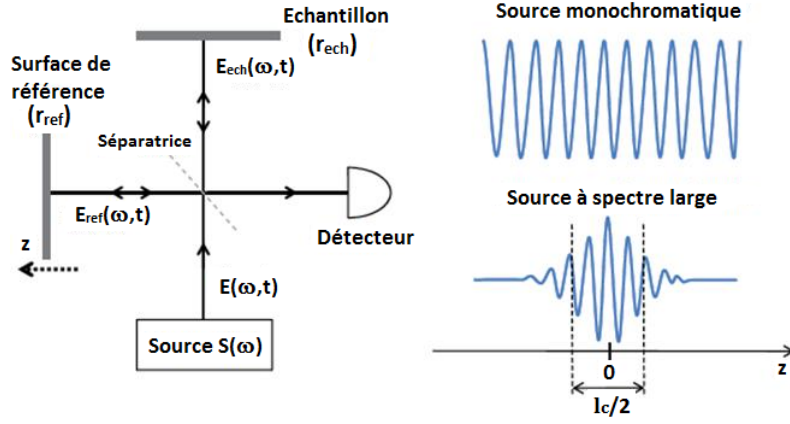 Echantillon
(rech)
Surface de
référence
(rref)
Eech(ω,t)
Séparatrice
Eref(ω,t)
Détecteur
z
E(ω,t)
Source S(ω)
Source monochromatique
Source à spectre large
0
z
lc/2